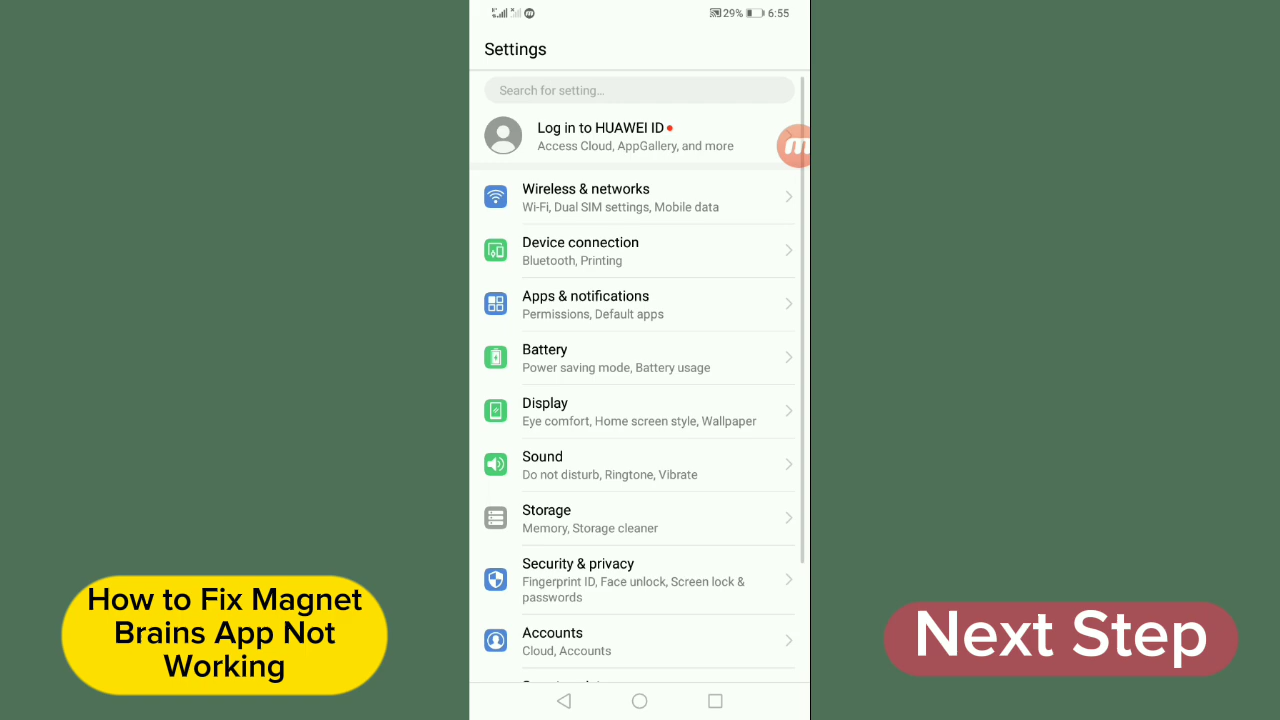 29% 6:55
Settings
Search for setting...
Log in to HUAWEI ID
Access Cloud, AppGallery, and more
Wireless & networks
Wi-Fi, Dual SIM settings, Mobile data
Device connection
Bluetooth, Printing
Apps & notifications
Permissions, Default apps
Battery
Power saving mode, Battery usage
Display
Eye comfort, Home screen style, Wallpaper
Sound
Do not disturb, Ringtone, Vibrate
Storage
Memory, Storage cleaner
Security & privacy
Fingerprint ID, Face unlock, Screen lock &
passwords
Accounts
Cloud, Accounts
How to Fix Magnet
Brains App Not
Working
Next Step